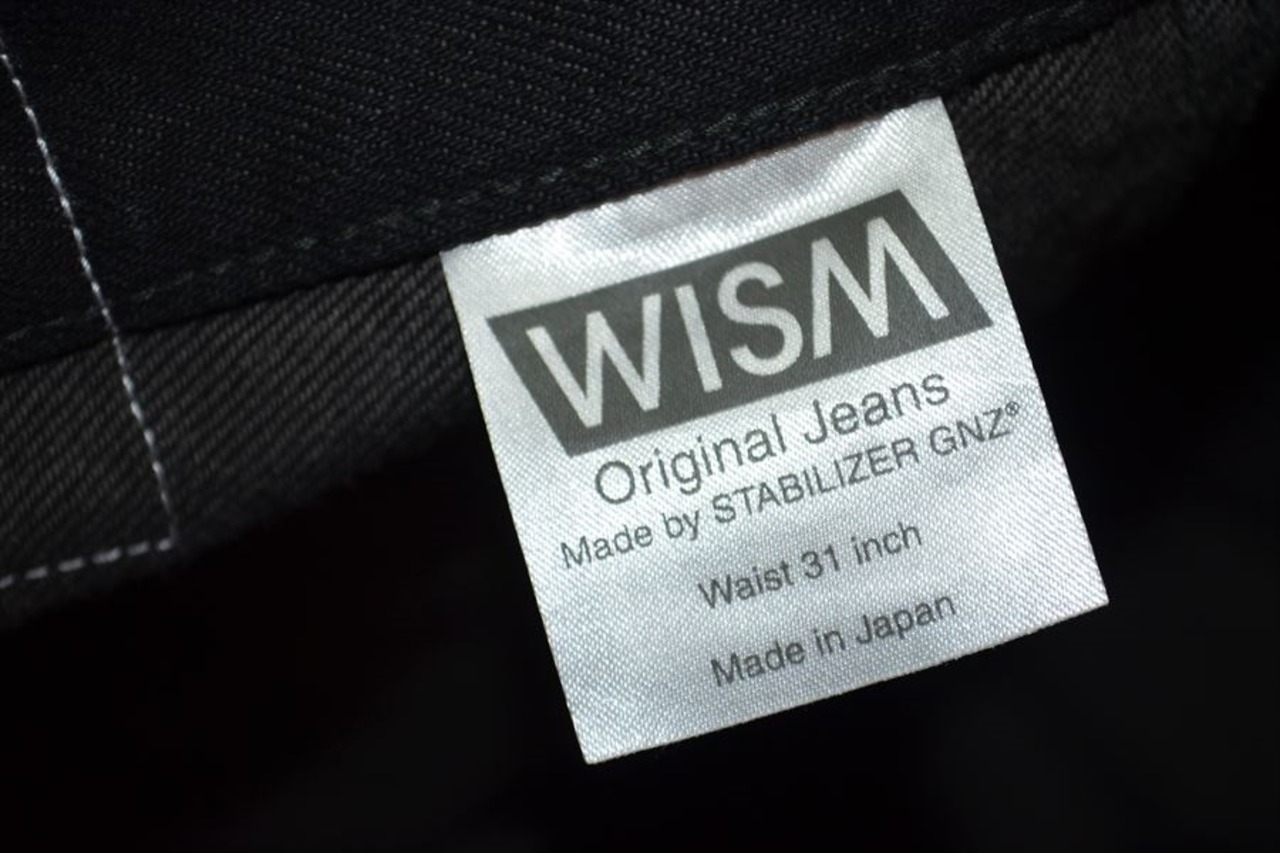 WISM
Original Jeans
Made by STABILIZER GNZ®
Waist 31 inch
Made in Japan